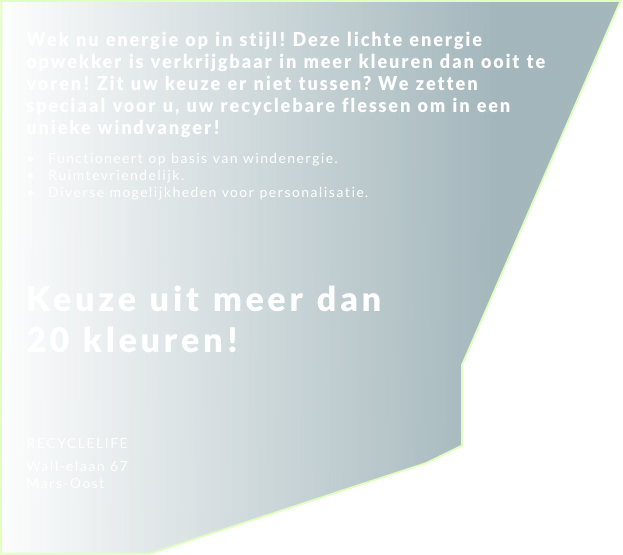 Wek nu energie op in stijl! Deze lichte energie
opwekker is verkrijgbaar in meer kleuren dan ooit te
voren! Zit uw keuze er niet tussen? We zetten
speciaal voor u, uw recyclebare flessen om in een
unieke windvanger!
• Functioneert op basis van windenergie.
• Ruimtevriendelijk.
• Diverse mogelijkheden voor personalisatie.
Keuze uit meer dan
20 kleuren!
RECYCLELIFE
Wall-elaan 67
Mars-Oost